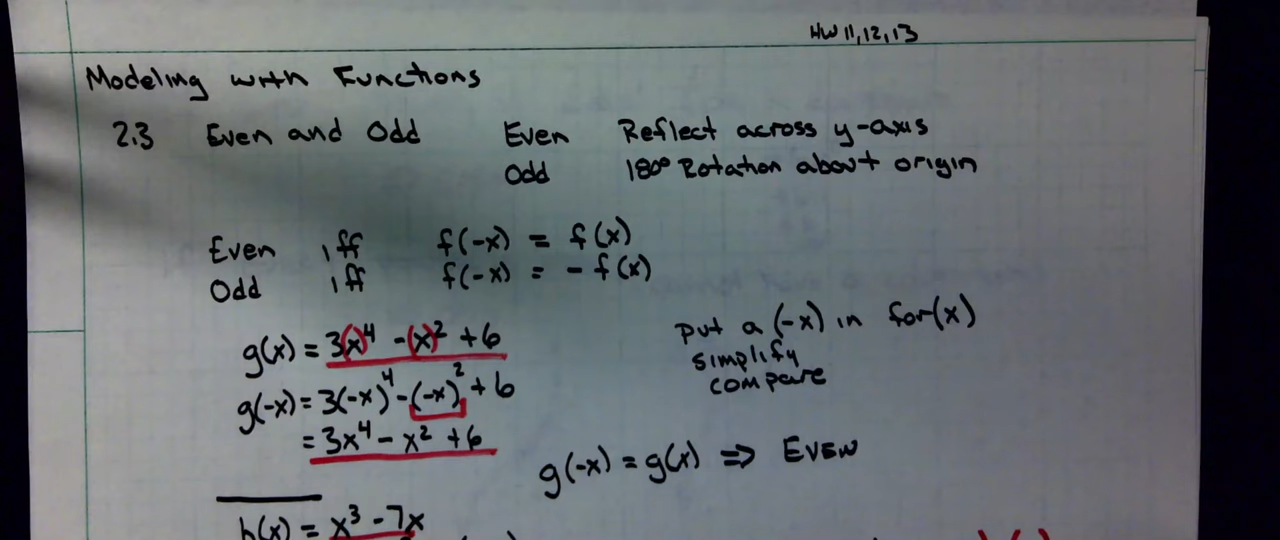 HW 11, 12, 13
Modeling with Functions
2.3 Even and Odd Even Reflect across y-axis
Odd 180° Rotation about origin
Even iff f(-x) = f(x)
Odd iff f(-x) = -f(x)
g(x) = 3(x)⁴ - (x)² + 6
put a (-x) in for (x)
simplify
compare
g(-x) = 3(-x)⁴ - (-x)² + 6
= 3x⁴ - x² + 6
g(-x) = g(x) ⇒ EVEN
h(x) = x³ - 7x